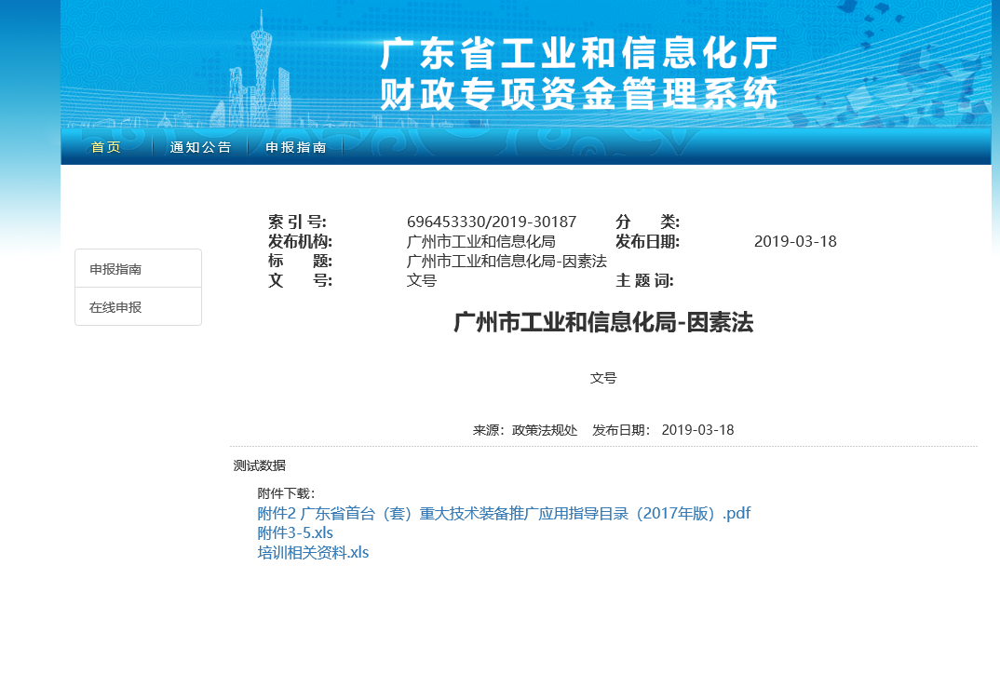 广东省工业和信息化厅
财政专项资金管理系统
首页 通知公告 申报指南
申报指南
在线申报
索 引 号: 696453330/2019-30187 分 类:
发布机构: 广州市工业和信息化局 发布日期: 2019-03-18
标 题: 广州市工业和信息化局-因素法
文 号: 文号 主 题 词:
广州市工业和信息化局-因素法
文号
来源：政策法规处 发布日期： 2019-03-18
测试数据
附件下载：
附件2 广东省首台（套）重大技术装备推广应用指导目录（2017年版）.pdf
附件3-5.xls
培训相关资料.xls